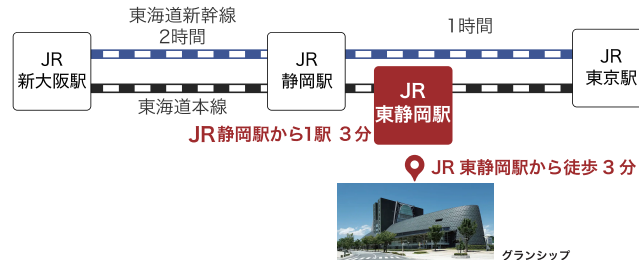 東海道新幹線
2時間
1時間
JR
新大阪駅
JR
静岡駅
JR
東京駅
東海道本線
JR
東静岡駅
JR静岡駅から1駅 3分
JR 東静岡駅から徒歩 3 分
グランシップ